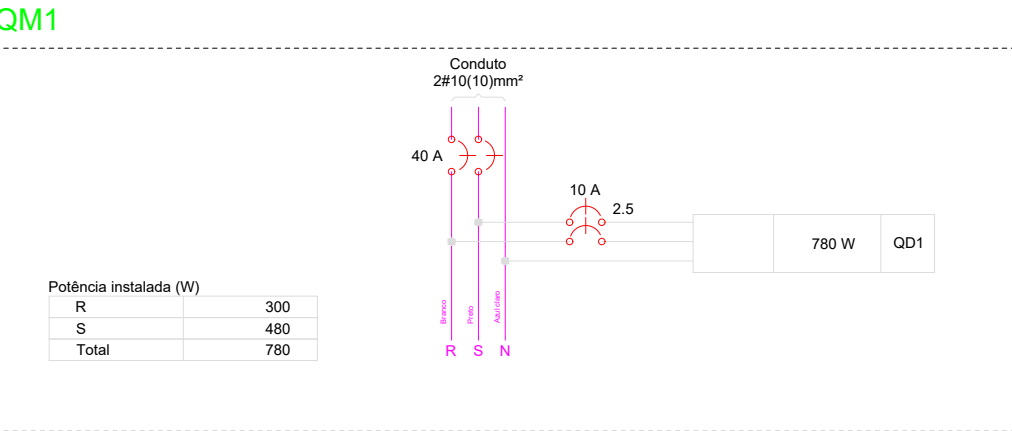 QM1
Conduto
2#10(10)mm²
40 A
10 A
2.5
780 W QD1
Potência instalada (W)
R 300
S 480
Total 780
Branco Preto Azul claro
R S N